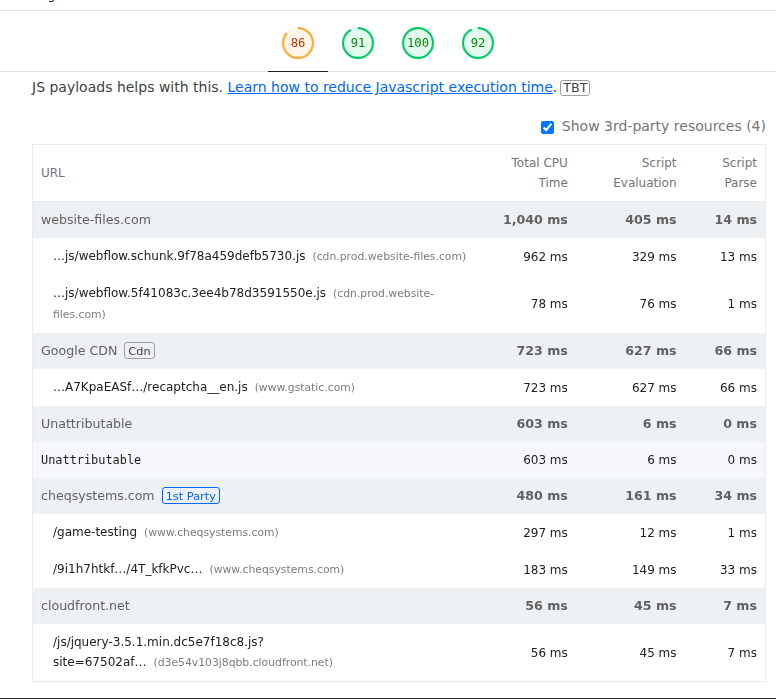 86 91 100 92
JS payloads helps with this. Learn how to reduce Javascript execution time. TBT
Show 3rd-party resources (4)
URL Total CPU Time Script Evaluation Script Parse
website-files.com 1,040 ms 405 ms 14 ms
…js/webflow.schunk.9f78a459defb5730.js (cdn.prod.website-files.com) 962 ms 329 ms 13 ms
…js/webflow.5f41083c.3ee4b78d3591550e.js (cdn.prod.website-
files.com) 78 ms 76 ms 1 ms
Google CDN Cdn 723 ms 627 ms 66 ms
…A7KpaEASf…/recaptcha__en.js (www.gstatic.com) 723 ms 627 ms 66 ms
Unattributable 603 ms 6 ms 0 ms
Unattributable 603 ms 6 ms 0 ms
cheqsystems.com 1st Party 480 ms 161 ms 34 ms
/game-testing (www.cheqsystems.com) 297 ms 12 ms 1 ms
/9i1h7htkf…/4T_kfkPvc… (www.cheqsystems.com) 183 ms 149 ms 33 ms
cloudfront.net 56 ms 45 ms 7 ms
/js/jquery-3.5.1.min.dc5e7f18c8.js?
site=67502af… (d3e54v103j8qbb.cloudfront.net) 56 ms 45 ms 7 ms